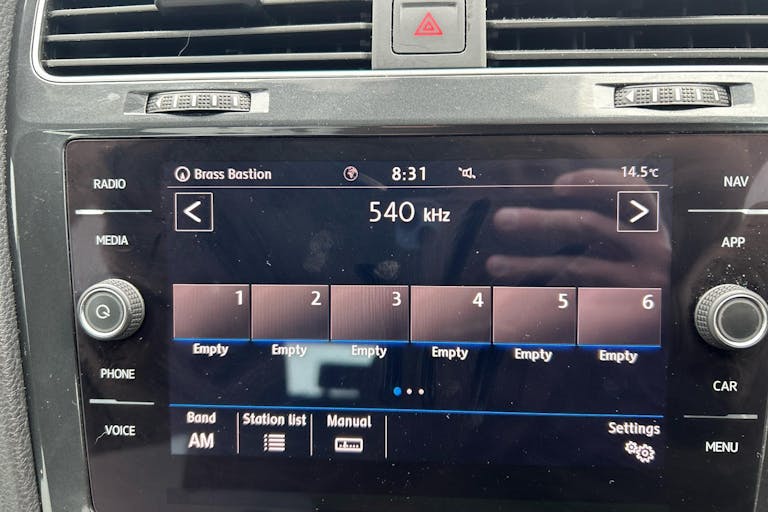 Brass Bastion 8:31 14.5°C
RADIO NAV
540 kHz
MEDIA APP
1 2 3 4 5 6
Empty Empty Empty Empty Empty Empty
PHONE CAR
Band Station list Manual Settings
AM
VOICE MENU